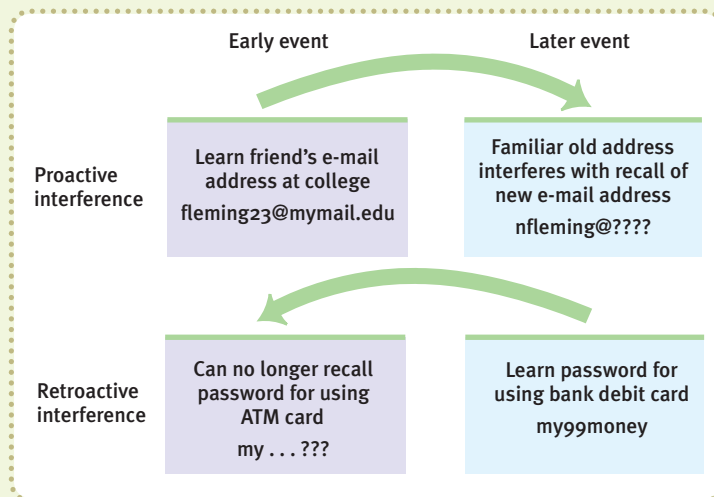 Early event
Later event
Proactive
interference
Learn friend's e-mail
address at college
fleming23@mymail.edu
Familiar old address
interferes with recall of
new e-mail address
nfleming@????
Retroactive
interference
Can no longer recall
password for using
ATM card
my . . . ???
Learn password for
using bank debit card
my99money